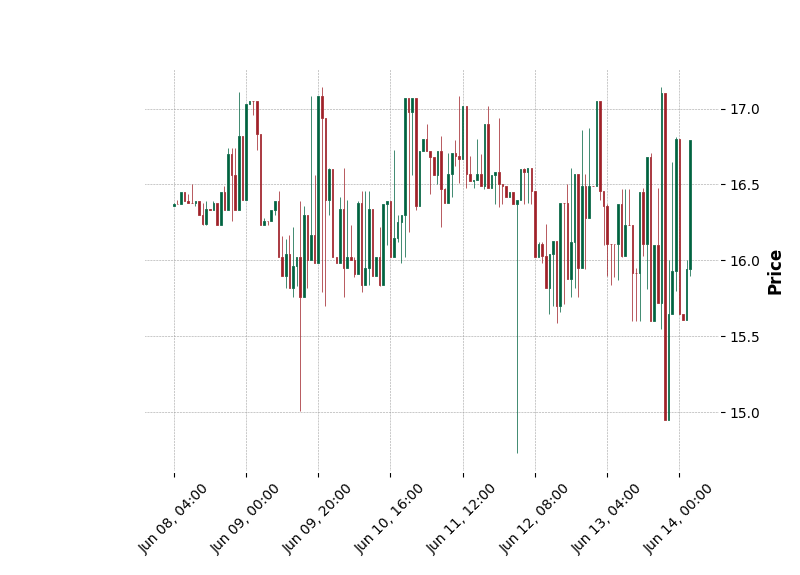 17.0
16.5
16.0
15.5
15.0
Price
Jun 08, 04:00
Jun 09, 00:00
Jun 09, 20:00
Jun 10, 16:00
Jun 11, 12:00
Jun 12, 08:00
Jun 13, 04:00
Jun 14, 00:00